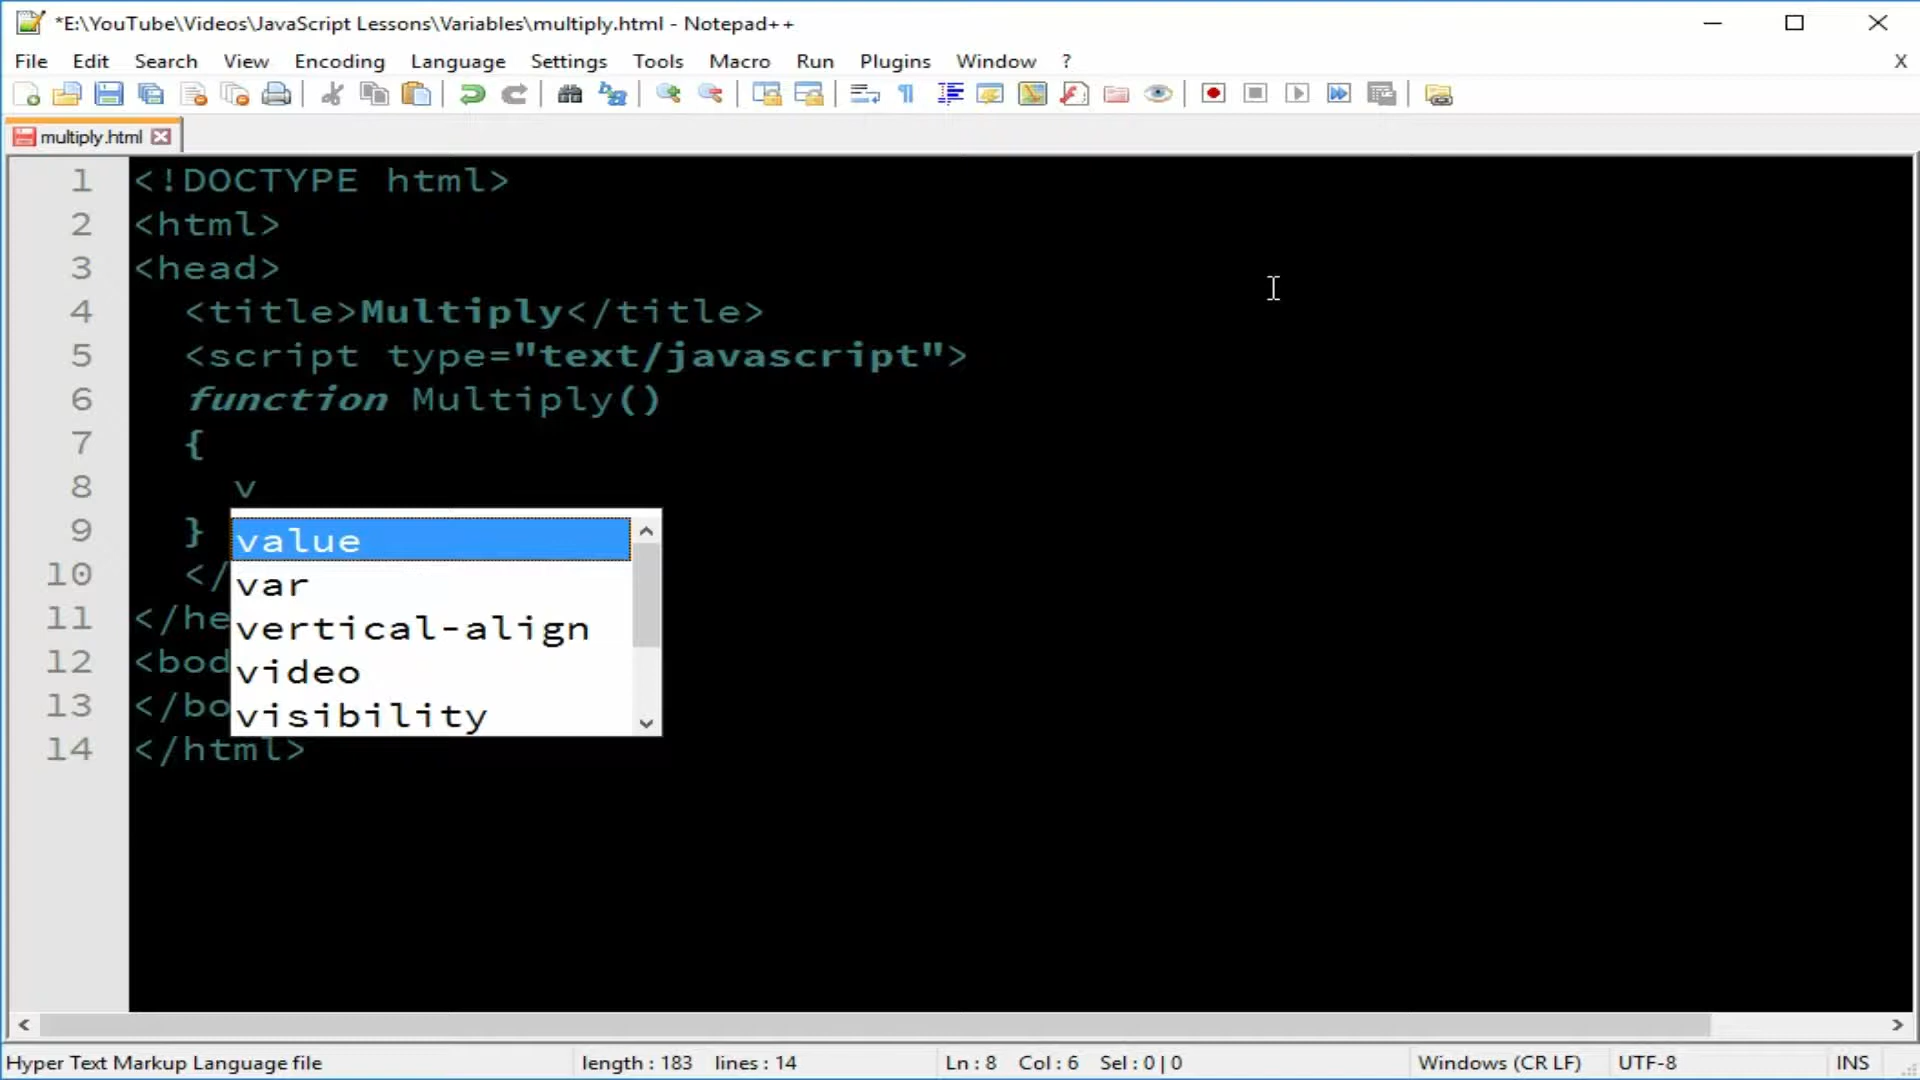 *E:\YouTube\Videos\JavaScript Lessons\Variables\multiply.html - Notepad++
File Edit Search View Encoding Language Settings Tools Macro Run Plugins Window ? X
multiply.html
1 <!DOCTYPE html>
2 <html>
3 <head>
4 <title>Multiply</title>
5 <script type="text/javascript">
6 function Multiply()
7 {
8 v
value
9 }
var
10 </
vertical-align
11 </he
video
12 <bod
visibility
13 </bo
14 </html>
Hyper Text Markup Language file length : 183 lines : 14 Ln : 8 Col : 6 Sel : 0 | 0 Windows (CR LF) UTF-8 INS